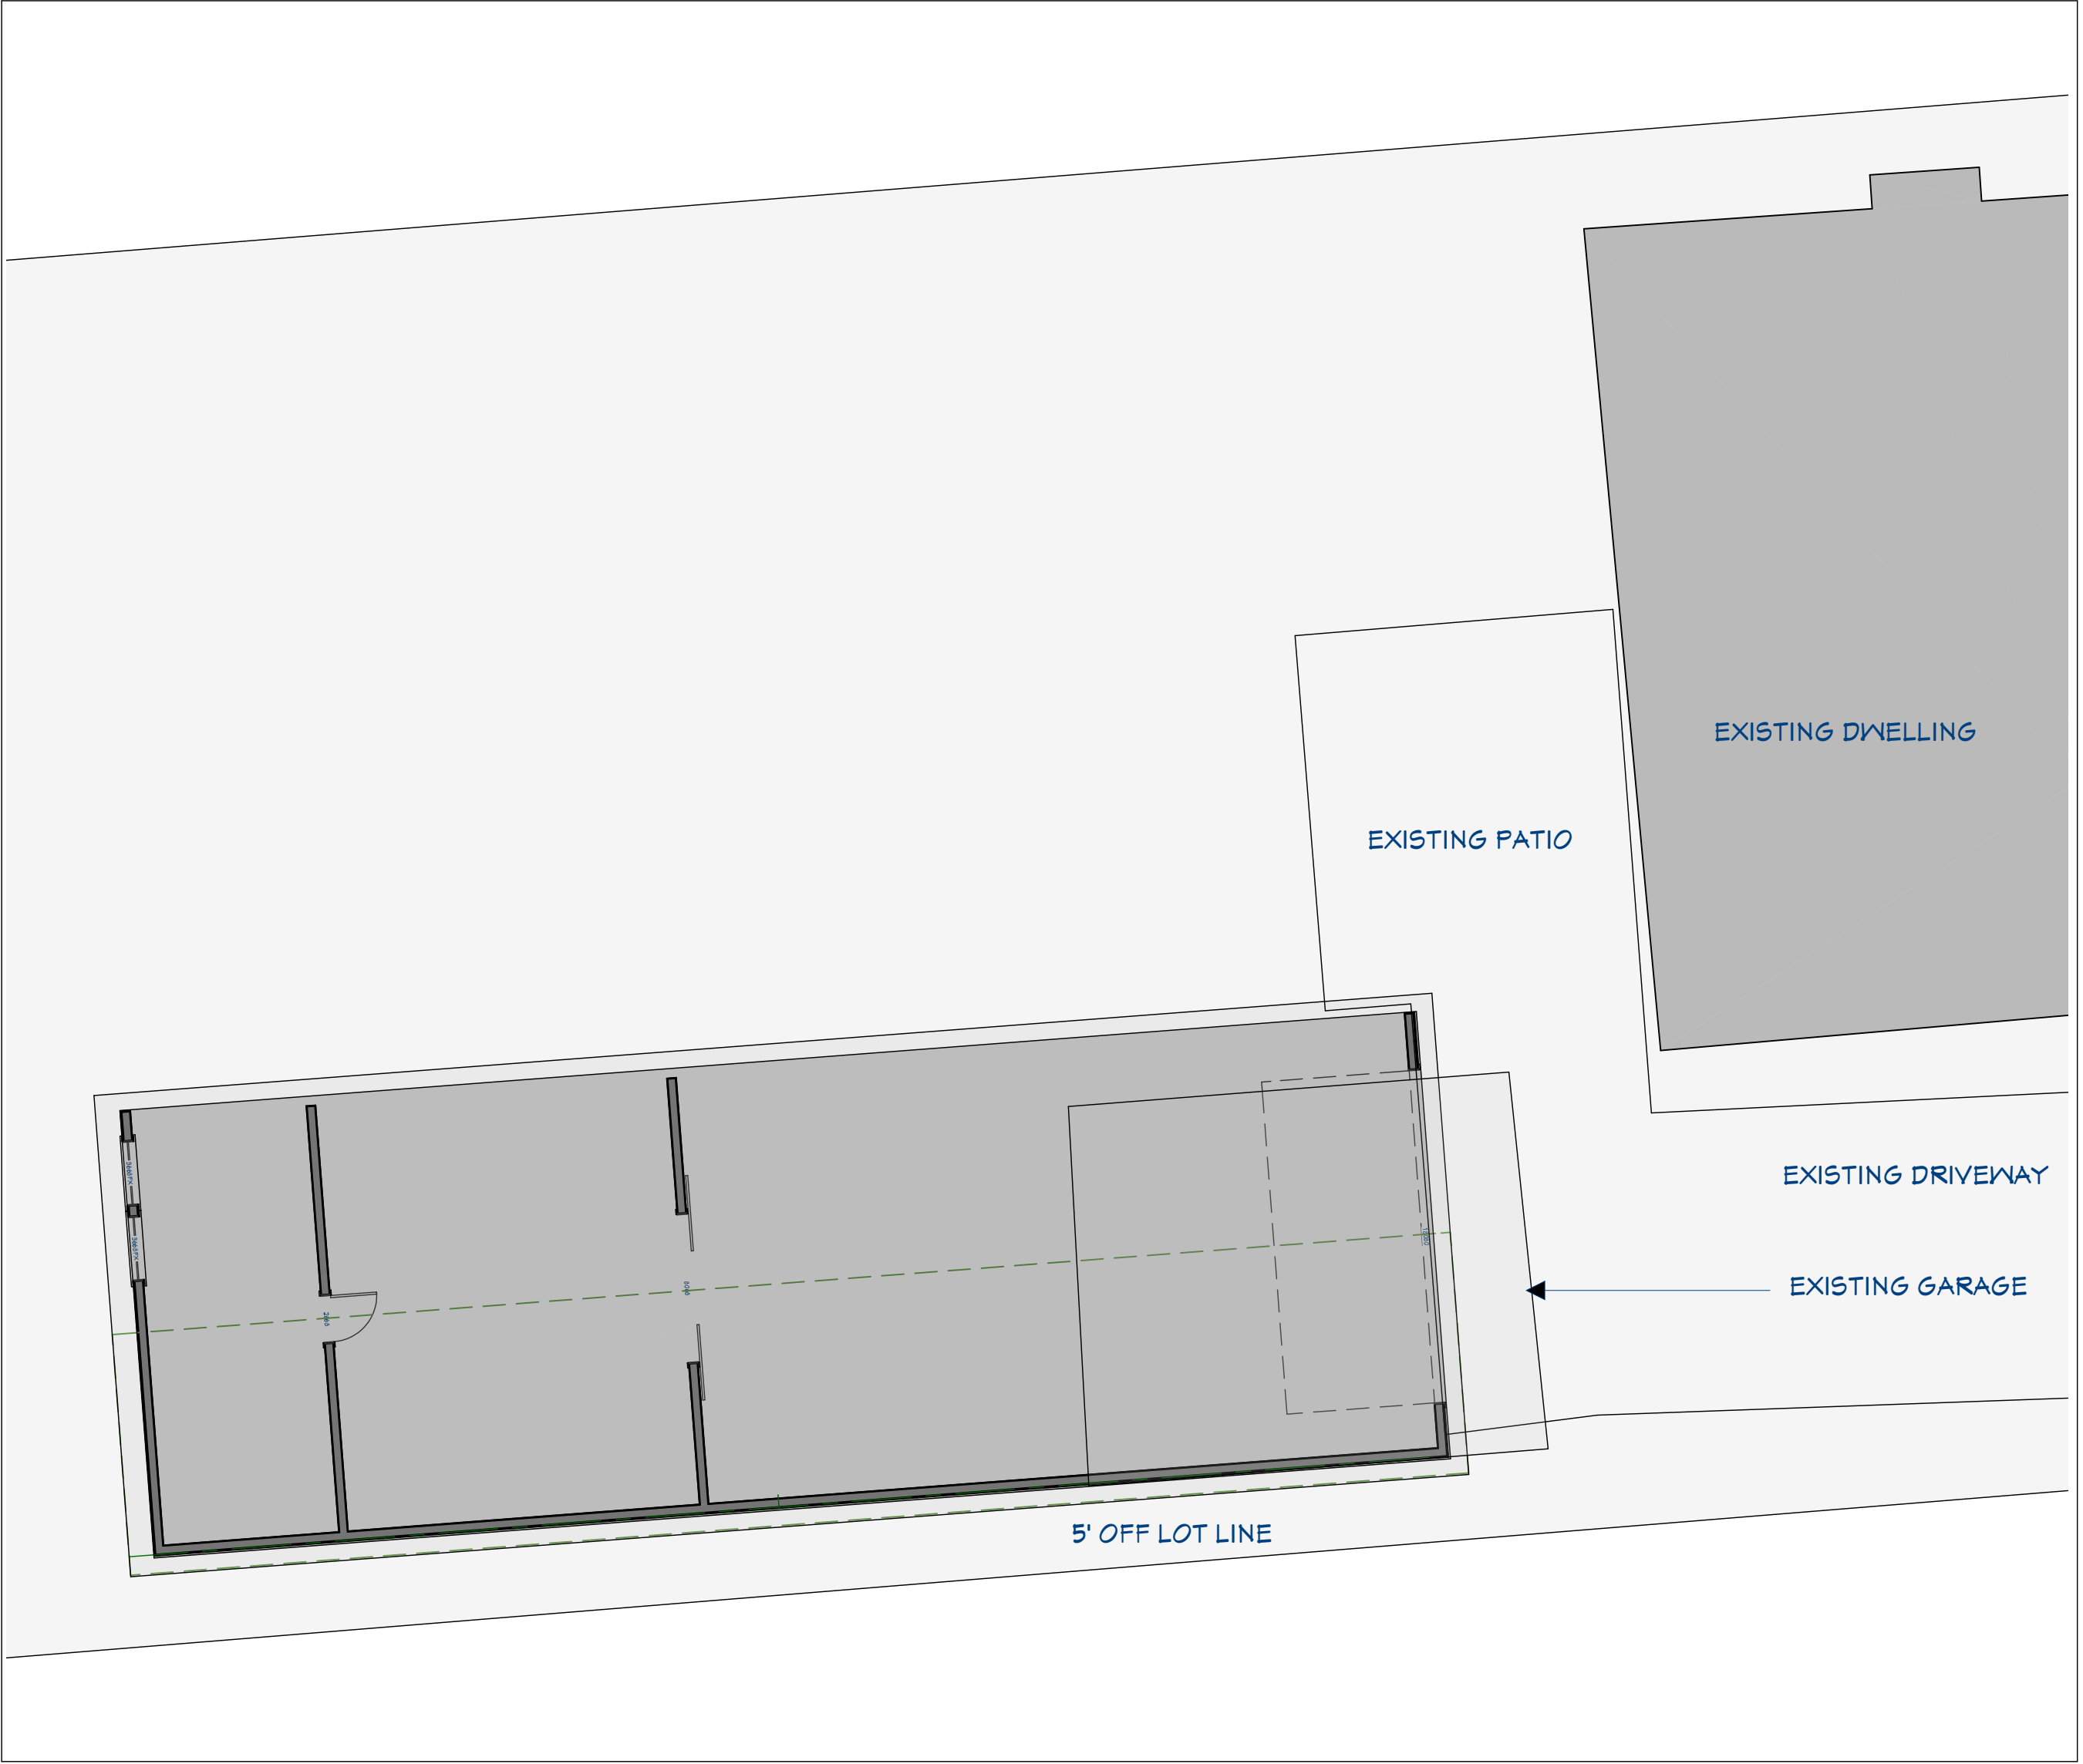 EXISTING DWELLING
EXISTING PATIO
EXISTING DRIVEWAY
EXISTING GARAGE
5' OFF LOT LINE